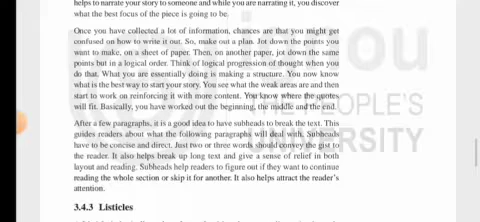 helps to narrate your story to someone and while you are narrating it, you discover
what the best focus of the piece is going to be.
Once you have collected a lot of information, chances are that you might get
confused on how to write it out. So, make out a plan. Jot down the points you
want to make, on a sheet of paper. Then, on another paper, jot down the same
points but in a logical order. Think of logical progression of thought when you
do that. What you are essentially doing is making a structure. You now know
what is the best way to start your story. You see what the weak areas are and then
start to work on reinforcing it with more content. You know where the quotes
will fit. Basically, you have worked out the beginning, the middle and the end.
After a few paragraphs, it is a good idea to have subheads to break the text. This
guides readers about what the following paragraphs will deal with. Subheads
have to be concise and direct. Just two or three words should convey the gist to
the reader. It also helps break up long text and give a sense of relief in both
layout and reading. Subheads help readers to figure out if they want to continue
reading the whole section or skip it for another. It also helps attract the reader's
attention.
3.4.3 Listicles
ou
THE PEOPLE'S
UNIVERSITY